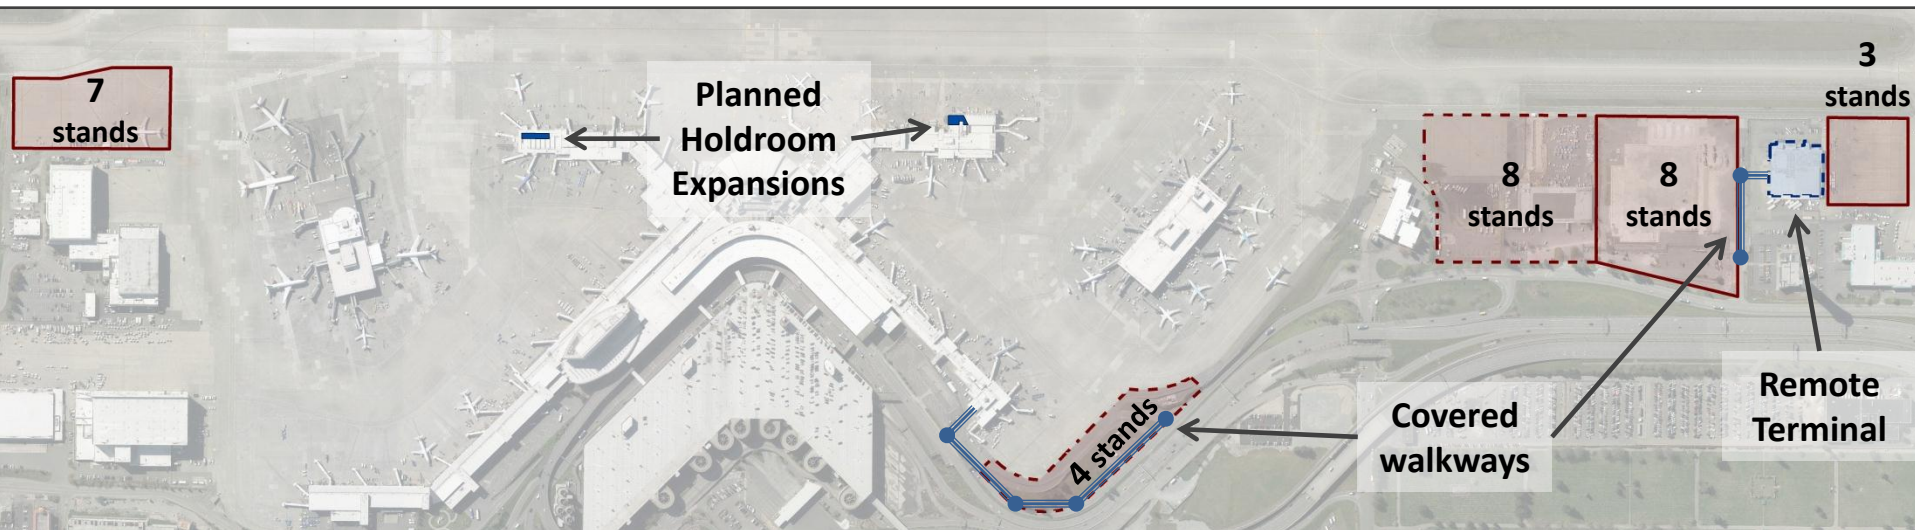 7
stands
Planned
Holdroom
Expansions
3
stands
8
stands
8
stands
4 stands
Covered
walkways
Remote
Terminal